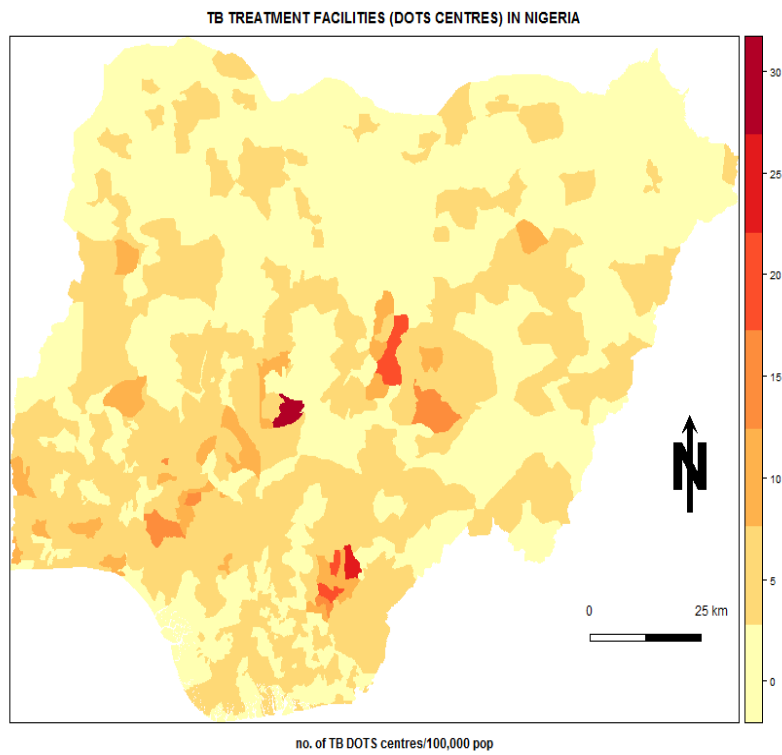 TB TREATMENT FACILITIES (DOTS CENTRES) IN NIGERIA
30
25
20
15
10
5
0
N
0 25 km
no. of TB DOTS centres/100,000 pop